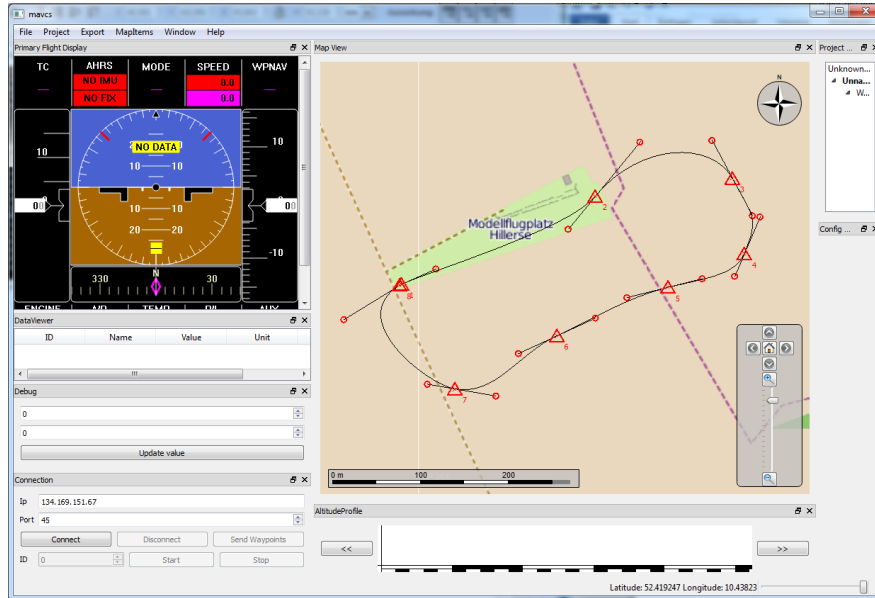 mavcs
File Project Export MapItems Window Help
Primary Flight Display
TC AHRS MODE SPEED WPNAV
NO IMU 0.0
NO FIX 0.0
NO DATA
10 10
10 10
10 10
20 20
-10
330 N 30
DataViewer
ID Name Value Unit
Debug
0
0
Update value
Connection
Ip 134.169.151.67
Port 45
Connect Disconnect Send Waypoints
ID 0 Start Stop
Map View
N
Modellflugplatz
Hillerse
2
3
4
5
6
7
0 m 100 200
AltitudeProfile
<< >>
Latitude: 52.419247 Longitude: 10.43823
Project ...
Unknown...
Unna...
W...
Config ...